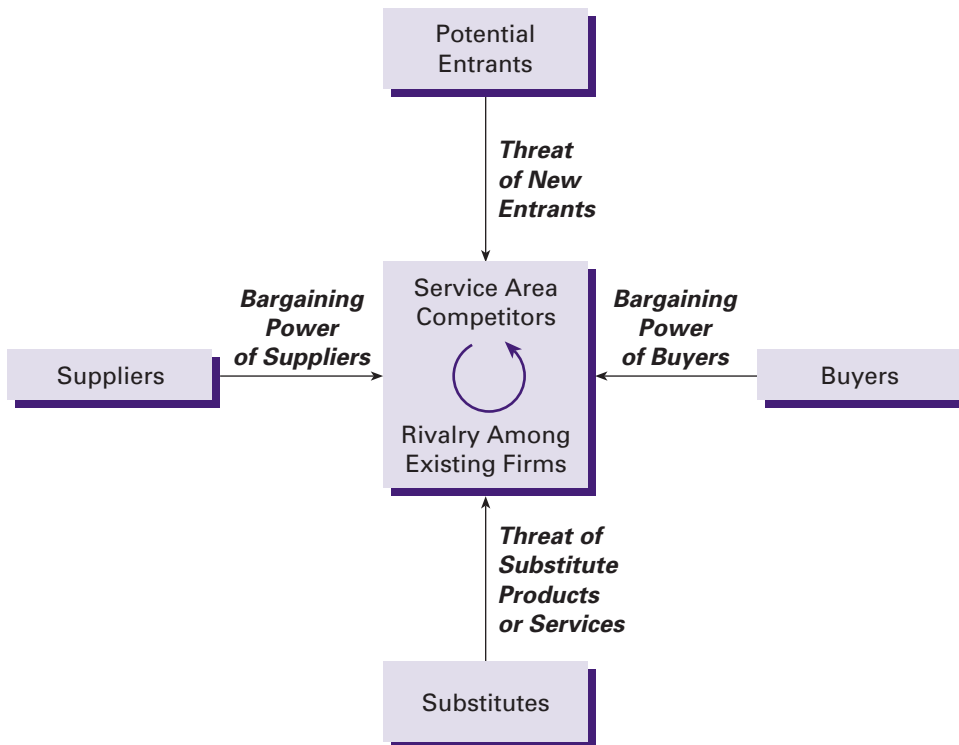 Potential
Entrants
Threat
of New
Entrants
Service Area
Competitors
Rivalry Among
Existing Firms
Bargaining
Power
of Suppliers
Suppliers
Bargaining
Power
of Buyers
Buyers
Threat of
Substitute
Products
or Services
Substitutes